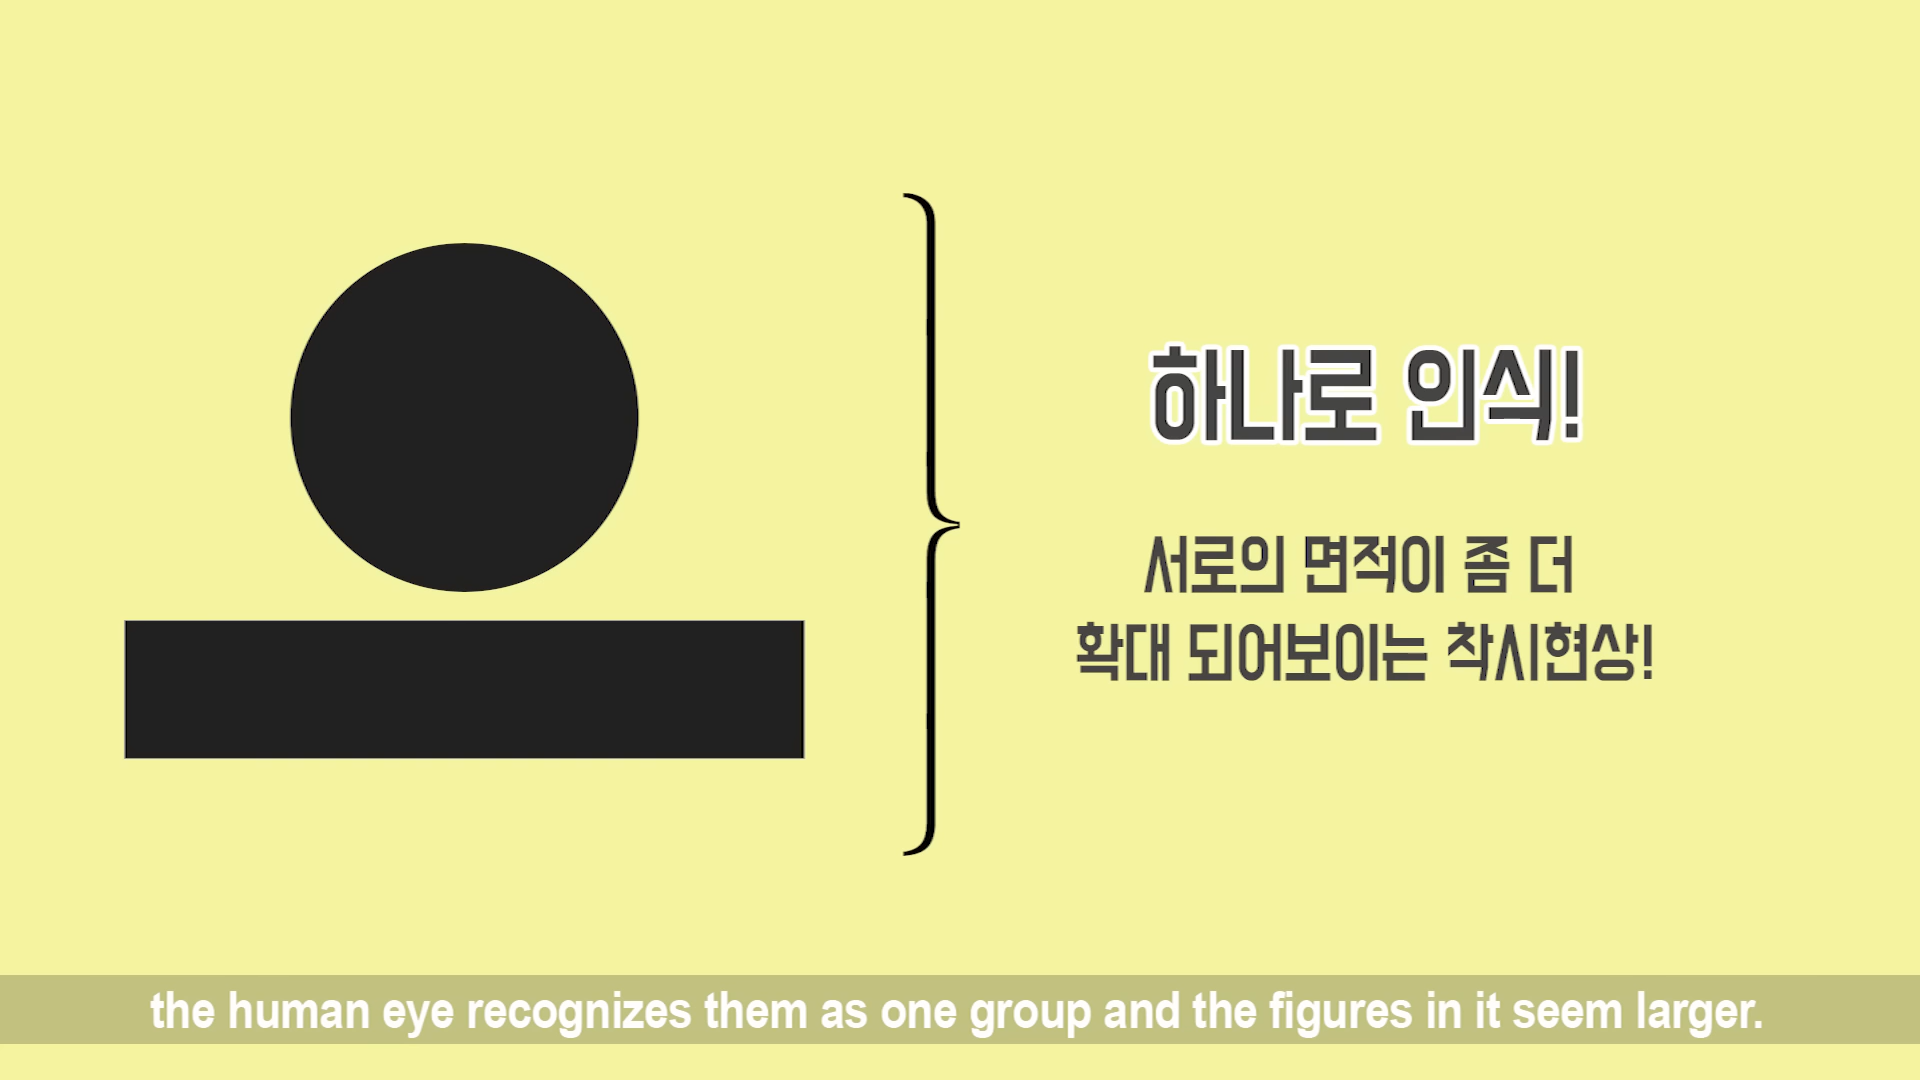 하나로 인식!
서로의 면적이 좀 더
확대 되어보이는 착시현상!
the human eye recognizes them as one group and the figures in it seem larger.